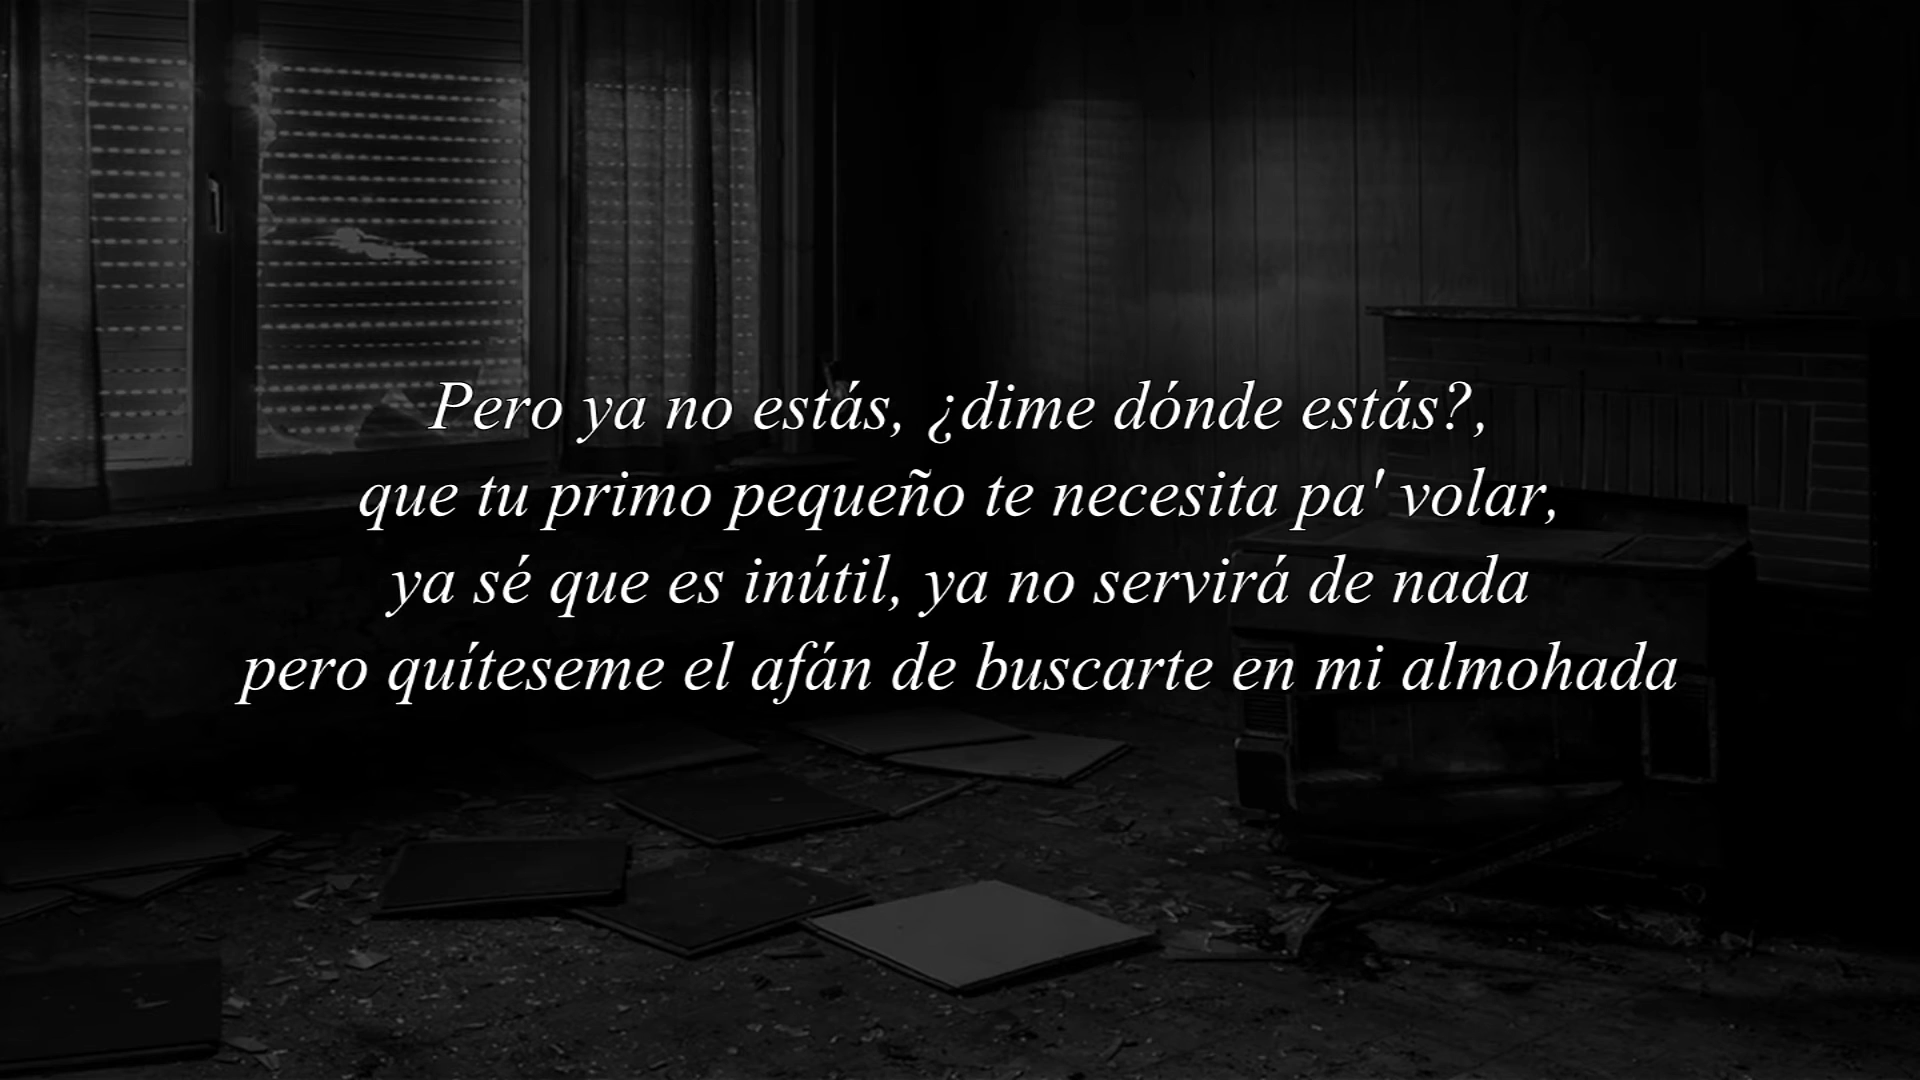 Pero ya no estás, ¿dime dónde estás?,
que tu primo pequeño te necesita pa' volar,
ya sé que es inútil, ya no servirá de nada
pero quíteseme el afán de buscarte en mi almohada